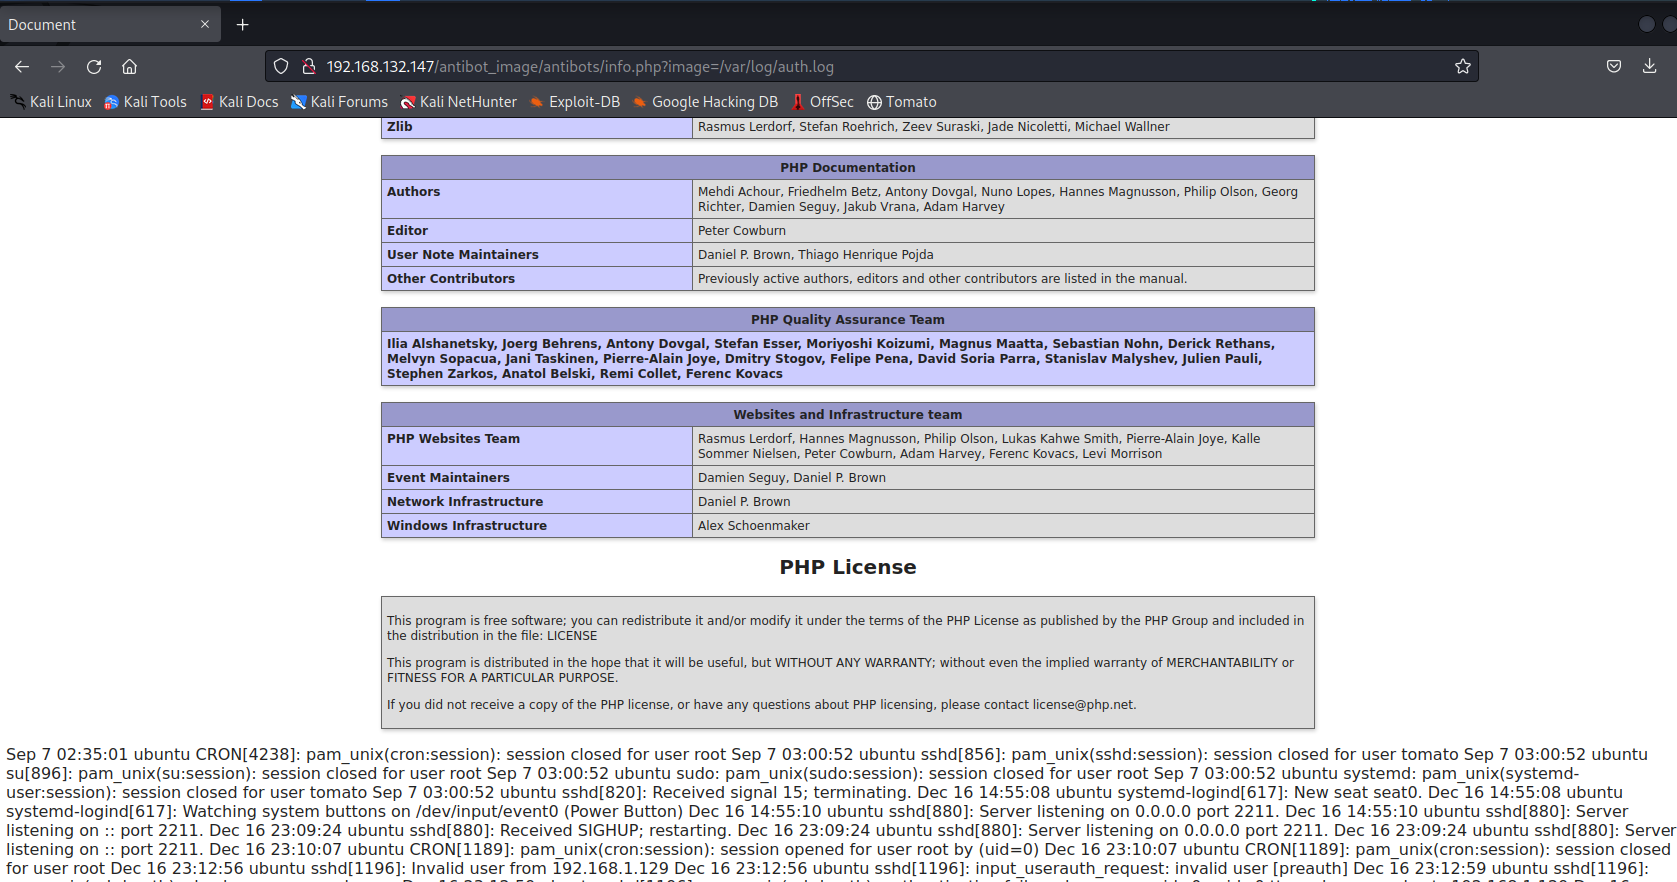 Document
192.168.132.147/antibot_image/antibots/info.php?image=/var/log/auth.log
Kali Linux Kali Tools Kali Docs Kali Forums Kali NetHunter Exploit-DB Google Hacking DB OffSec Tomato
Zlib Rasmus Lerdorf, Stefan Roehrich, Zeev Suraski, Jade Nicoletti, Michael Wallner
PHP Documentation
Authors Mehdi Achour, Friedhelm Betz, Antony Dovgal, Nuno Lopes, Hannes Magnusson, Philip Olson, Georg
Richter, Damien Seguy, Jakub Vrana, Adam Harvey
Editor Peter Cowburn
User Note Maintainers Daniel P. Brown, Thiago Henrique Pojda
Other Contributors Previously active authors, editors and other contributors are listed in the manual.
PHP Quality Assurance Team
Ilia Alshanetsky, Joerg Behrens, Antony Dovgal, Stefan Esser, Moriyoshi Koizumi, Magnus Maatta, Sebastian Nohn, Derick Rethans,
Melvyn Sopacua, Jani Taskinen, Pierre-Alain Joye, Dmitry Stogov, Felipe Pena, David Soria Parra, Stanislav Malyshev, Julien Pauli,
Stephen Zarkos, Anatol Belski, Remi Collet, Ferenc Kovacs
Websites and Infrastructure team
PHP Websites Team Rasmus Lerdorf, Hannes Magnusson, Philip Olson, Lukas Kahwe Smith, Pierre-Alain Joye, Kalle
Sommer Nielsen, Peter Cowburn, Adam Harvey, Ferenc Kovacs, Levi Morrison
Event Maintainers Damien Seguy, Daniel P. Brown
Network Infrastructure Daniel P. Brown
Windows Infrastructure Alex Schoenmaker
PHP License
This program is free software; you can redistribute it and/or modify it under the terms of the PHP License as published by the PHP Group and included in
the distribution in the file: LICENSE
This program is distributed in the hope that it will be useful, but WITHOUT ANY WARRANTY; without even the implied warranty of MERCHANTABILITY or
FITNESS FOR A PARTICULAR PURPOSE.
If you did not receive a copy of the PHP license, or have any questions about PHP licensing, please contact license@php.net.
Sep 7 02:35:01 ubuntu CRON[4238]: pam_unix(cron:session): session closed for user root Sep 7 03:00:52 ubuntu sshd[856]: pam_unix(sshd:session): session closed for user tomato Sep 7 03:00:52 ubuntu
su[896]: pam_unix(su:session): session closed for user root Sep 7 03:00:52 ubuntu sudo: pam_unix(sudo:session): session closed for user root Sep 7 03:00:52 ubuntu systemd: pam_unix(systemd-
user:session): session closed for user tomato Sep 7 03:00:52 ubuntu sshd[820]: Received signal 15; terminating. Dec 16 14:55:08 ubuntu systemd-logind[617]: New seat seat0. Dec 16 14:55:08 ubuntu
systemd-logind[617]: Watching system buttons on /dev/input/event0 (Power Button) Dec 16 14:55:10 ubuntu sshd[880]: Server listening on 0.0.0.0 port 2211. Dec 16 14:55:10 ubuntu sshd[880]: Server
listening on :: port 2211. Dec 16 23:09:24 ubuntu sshd[880]: Received SIGHUP; restarting. Dec 16 23:09:24 ubuntu sshd[880]: Server listening on 0.0.0.0 port 2211. Dec 16 23:09:24 ubuntu sshd[880]: Server
listening on :: port 2211. Dec 16 23:10:07 ubuntu CRON[1189]: pam_unix(cron:session): session opened for user root by (uid=0) Dec 16 23:10:07 ubuntu CRON[1189]: pam_unix(cron:session): session closed
for user root Dec 16 23:12:56 ubuntu sshd[1196]: Invalid user from 192.168.1.129 Dec 16 23:12:56 ubuntu sshd[1196]: input_userauth_request: invalid user [preauth] Dec 16 23:12:59 ubuntu sshd[1196]: